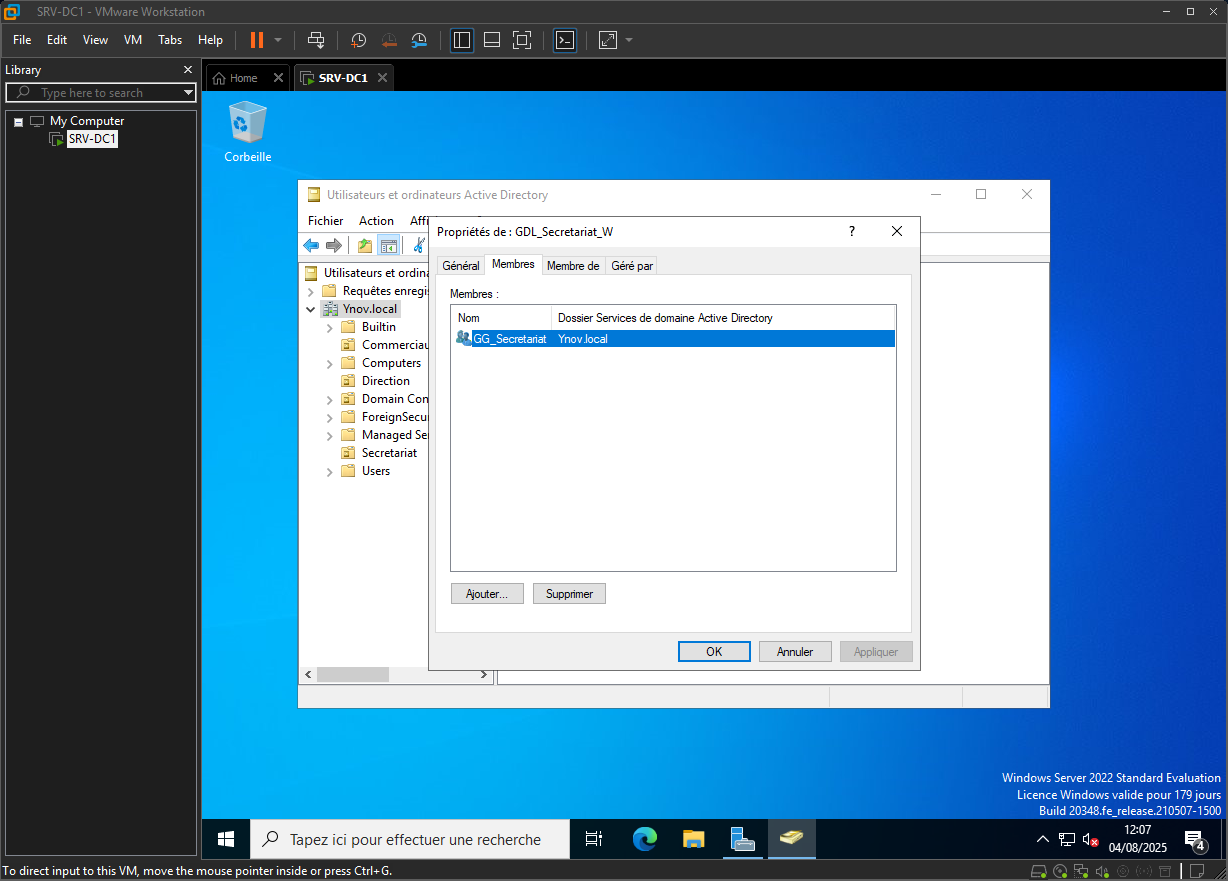 SRV-DC1 - VMware Workstation
File Edit View VM Tabs Help
Library
Type here to search
My Computer
SRV-DC1
Home
SRV-DC1
Corbeille
Utilisateurs et ordinateurs Active Directory
Fichier Action Affi
Utilisateurs et ordina
Requêtes enregis
Ynov.local
Builtin
Commerciau
Computers
Direction
Domain Con
ForeignSecu
Managed Se
Secretariat
Users
Propriétés de : GDL_Secretariat_W
?
Général Membres Membre de Géré par
Membres :
Nom Dossier Services de domaine Active Directory
GG_Secretariat Ynov.local
Ajouter... Supprimer
OK Annuler Appliquer
Windows Server 2022 Standard Evaluation
Licence Windows valide pour 179 jours
Build 20348.fe_release.210507-1500
Tapez ici pour effectuer une recherche
12:07
04/08/2025
4
To direct input to this VM, move the mouse pointer inside or press Ctrl+G.